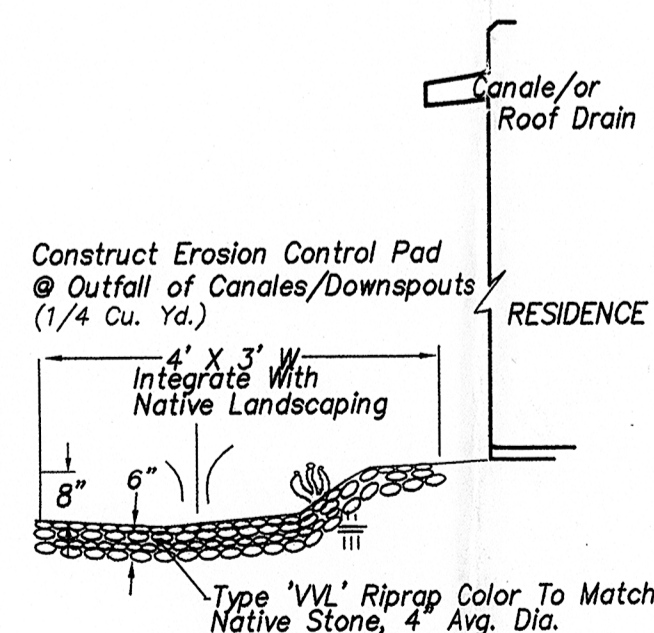 Canale/or
Roof Drain
Construct Erosion Control Pad
@ Outfall of Canales/Downspouts
(1/4 Cu. Yd.)
RESIDENCE
4' X 3' W
Integrate With
Native Landscaping
8" 6"
Type 'VVL' Riprap Color To Match
Native Stone, 4" Avg. Dia.